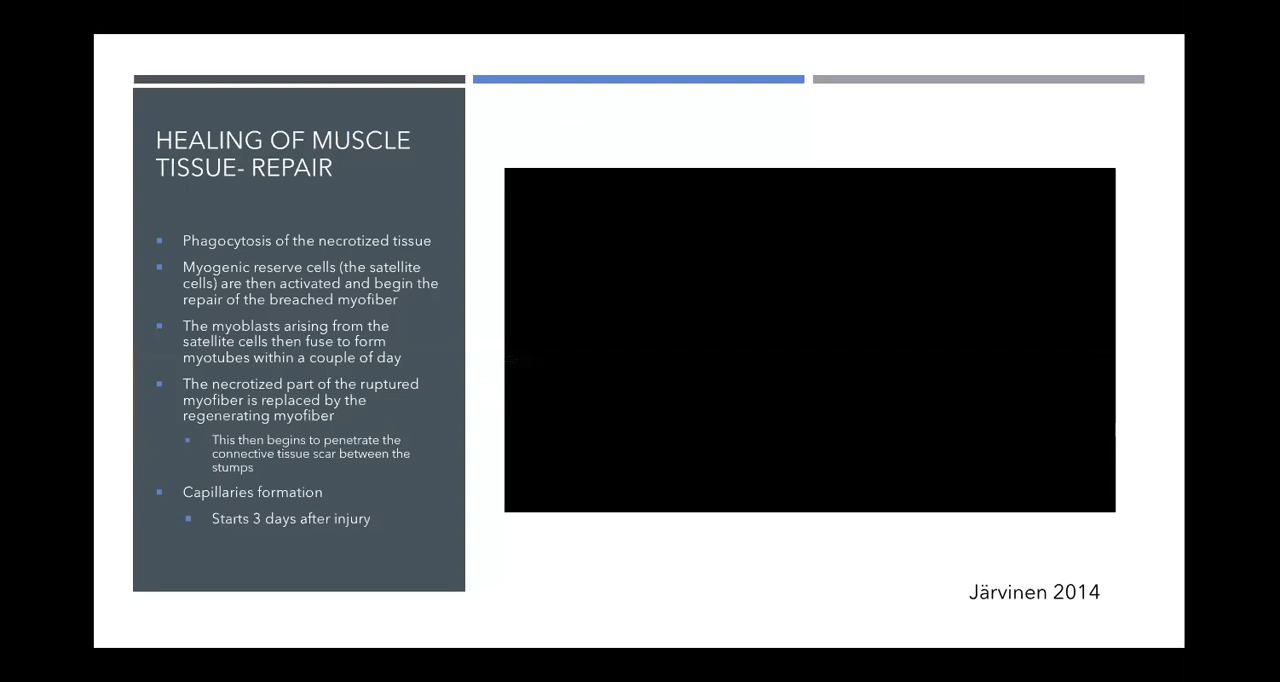 HEALING OF MUSCLE
TISSUE- REPAIR
Phagocytosis of the necrotized tissue
Myogenic reserve cells (the satellite
cells) are then activated and begin the
repair of the breached myofiber
The myoblasts arising from the
satellite cells then fuse to form
myotubes within a couple of day
The necrotized part of the ruptured
myofiber is replaced by the
regenerating myofiber
This then begins to penetrate the
connective tissue scar between the
stumps
Capillaries formation
Starts 3 days after injury
Järvinen 2014